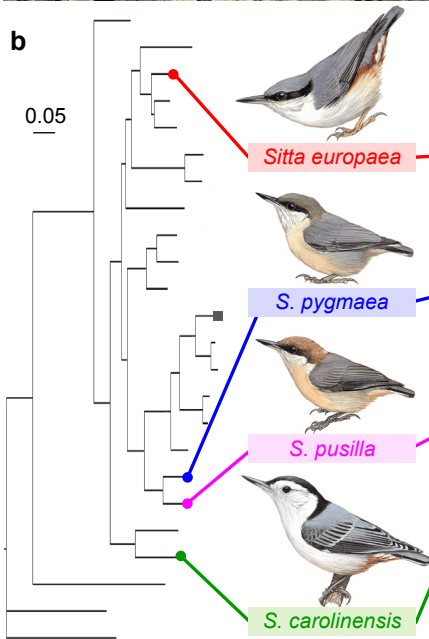 b
0.05
Sitta europaea
S. pygmaea
S. pusilla
S. carolinensis